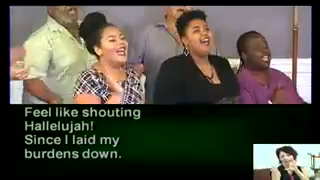 Feel like shouting
Hallelujah!
Since I laid my
burdens down.